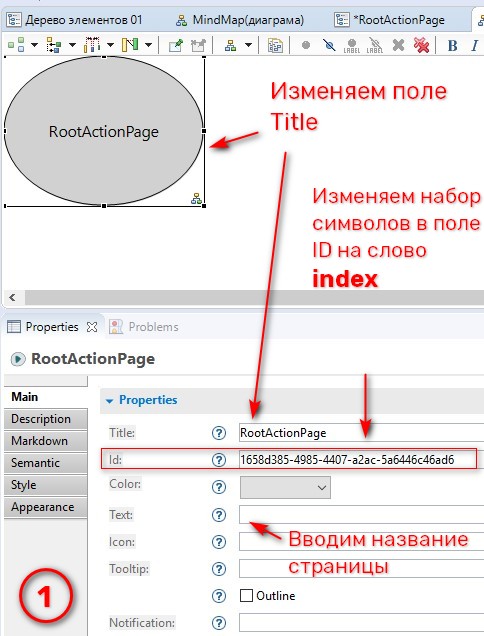 Дерево элементов 01
MindMap(диаграма)
*RootActionPage
LABEL
LABEL
B I
RootActionPage
Изменяем поле
Title
Изменяем набор
символов в поле
ID на слово
index
Properties
Problems
RootActionPage
Main
Description
Markdown
Semantic
Style
Appearance
Properties
Title: ? RootActionPage
Id: ? 1658d385-4985-4407-a2ac-5a6446c46ad6
Color: ?
Text: ?
Icon: ?
Вводим название
страницы
Tooltip: ?
Outline
Notification: ?
1